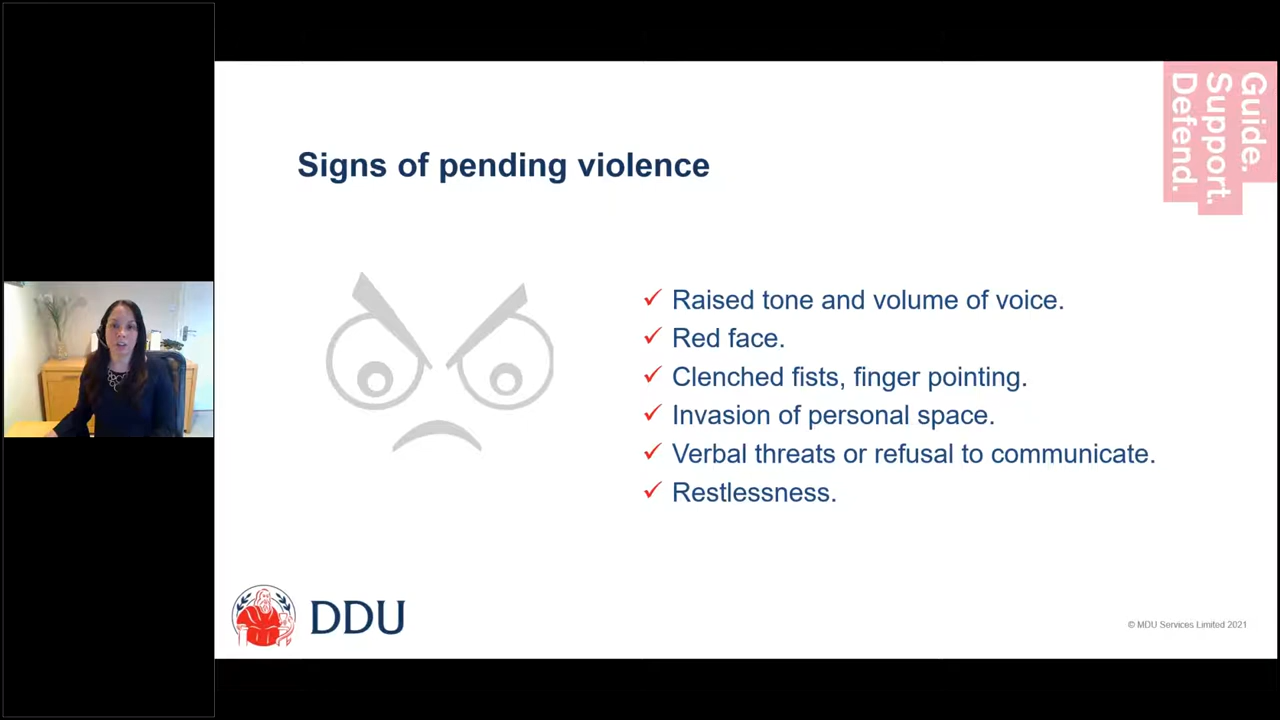 Guide.
Support.
Defend.
Signs of pending violence
Raised tone and volume of voice.
Red face.
Clenched fists, finger pointing.
Invasion of personal space.
Verbal threats or refusal to communicate.
Restlessness.
DDU
© MDU Services Limited 2021